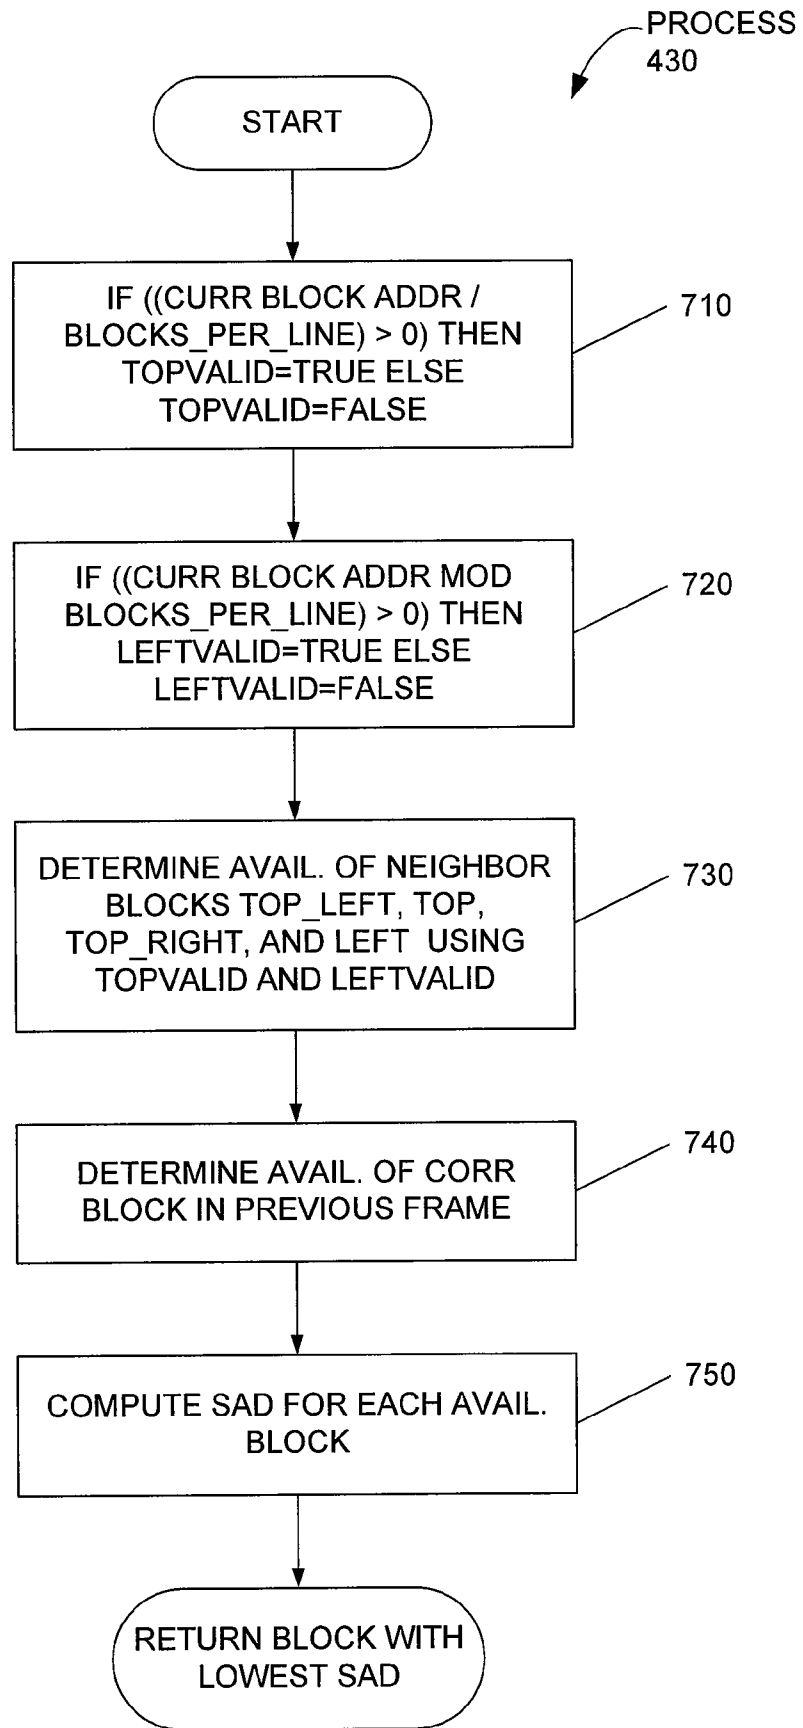 PROCESS
430
START
IF ((CURR BLOCK ADDR /
BLOCKS_PER_LINE) > 0) THEN
TOPVALID=TRUE ELSE
TOPVALID=FALSE
710
IF ((CURR BLOCK ADDR MOD
BLOCKS_PER_LINE) > 0) THEN
LEFTVALID=TRUE ELSE
LEFTVALID=FALSE
720
DETERMINE AVAIL. OF NEIGHBOR
BLOCKS TOP_LEFT, TOP,
TOP_RIGHT, AND LEFT USING
TOPVALID AND LEFTVALID
730
DETERMINE AVAIL. OF CORR
BLOCK IN PREVIOUS FRAME
740
COMPUTE SAD FOR EACH AVAIL.
BLOCK
750
RETURN BLOCK WITH
LOWEST SAD